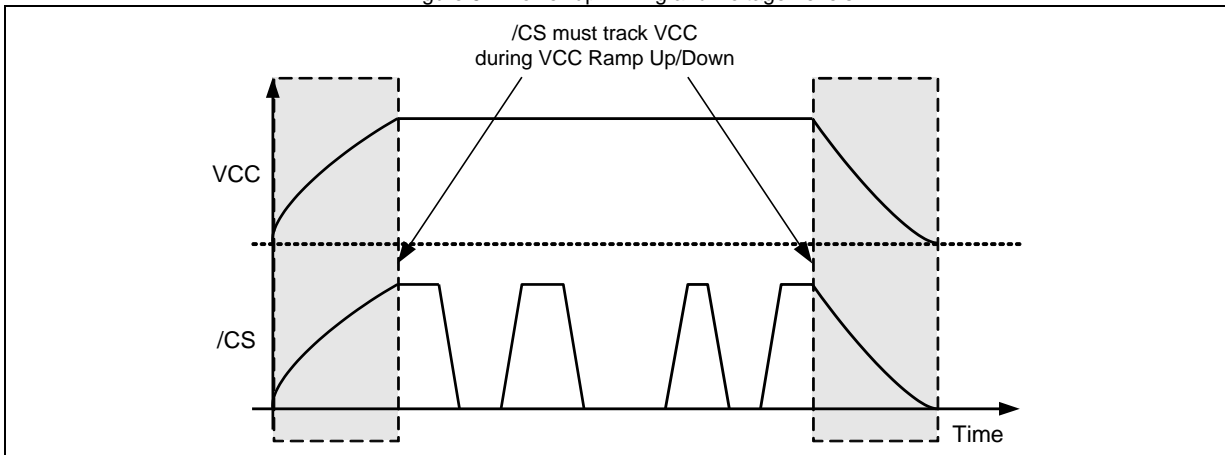 /CS must track VCC
during VCC Ramp Up/Down
VCC
/CS
Time